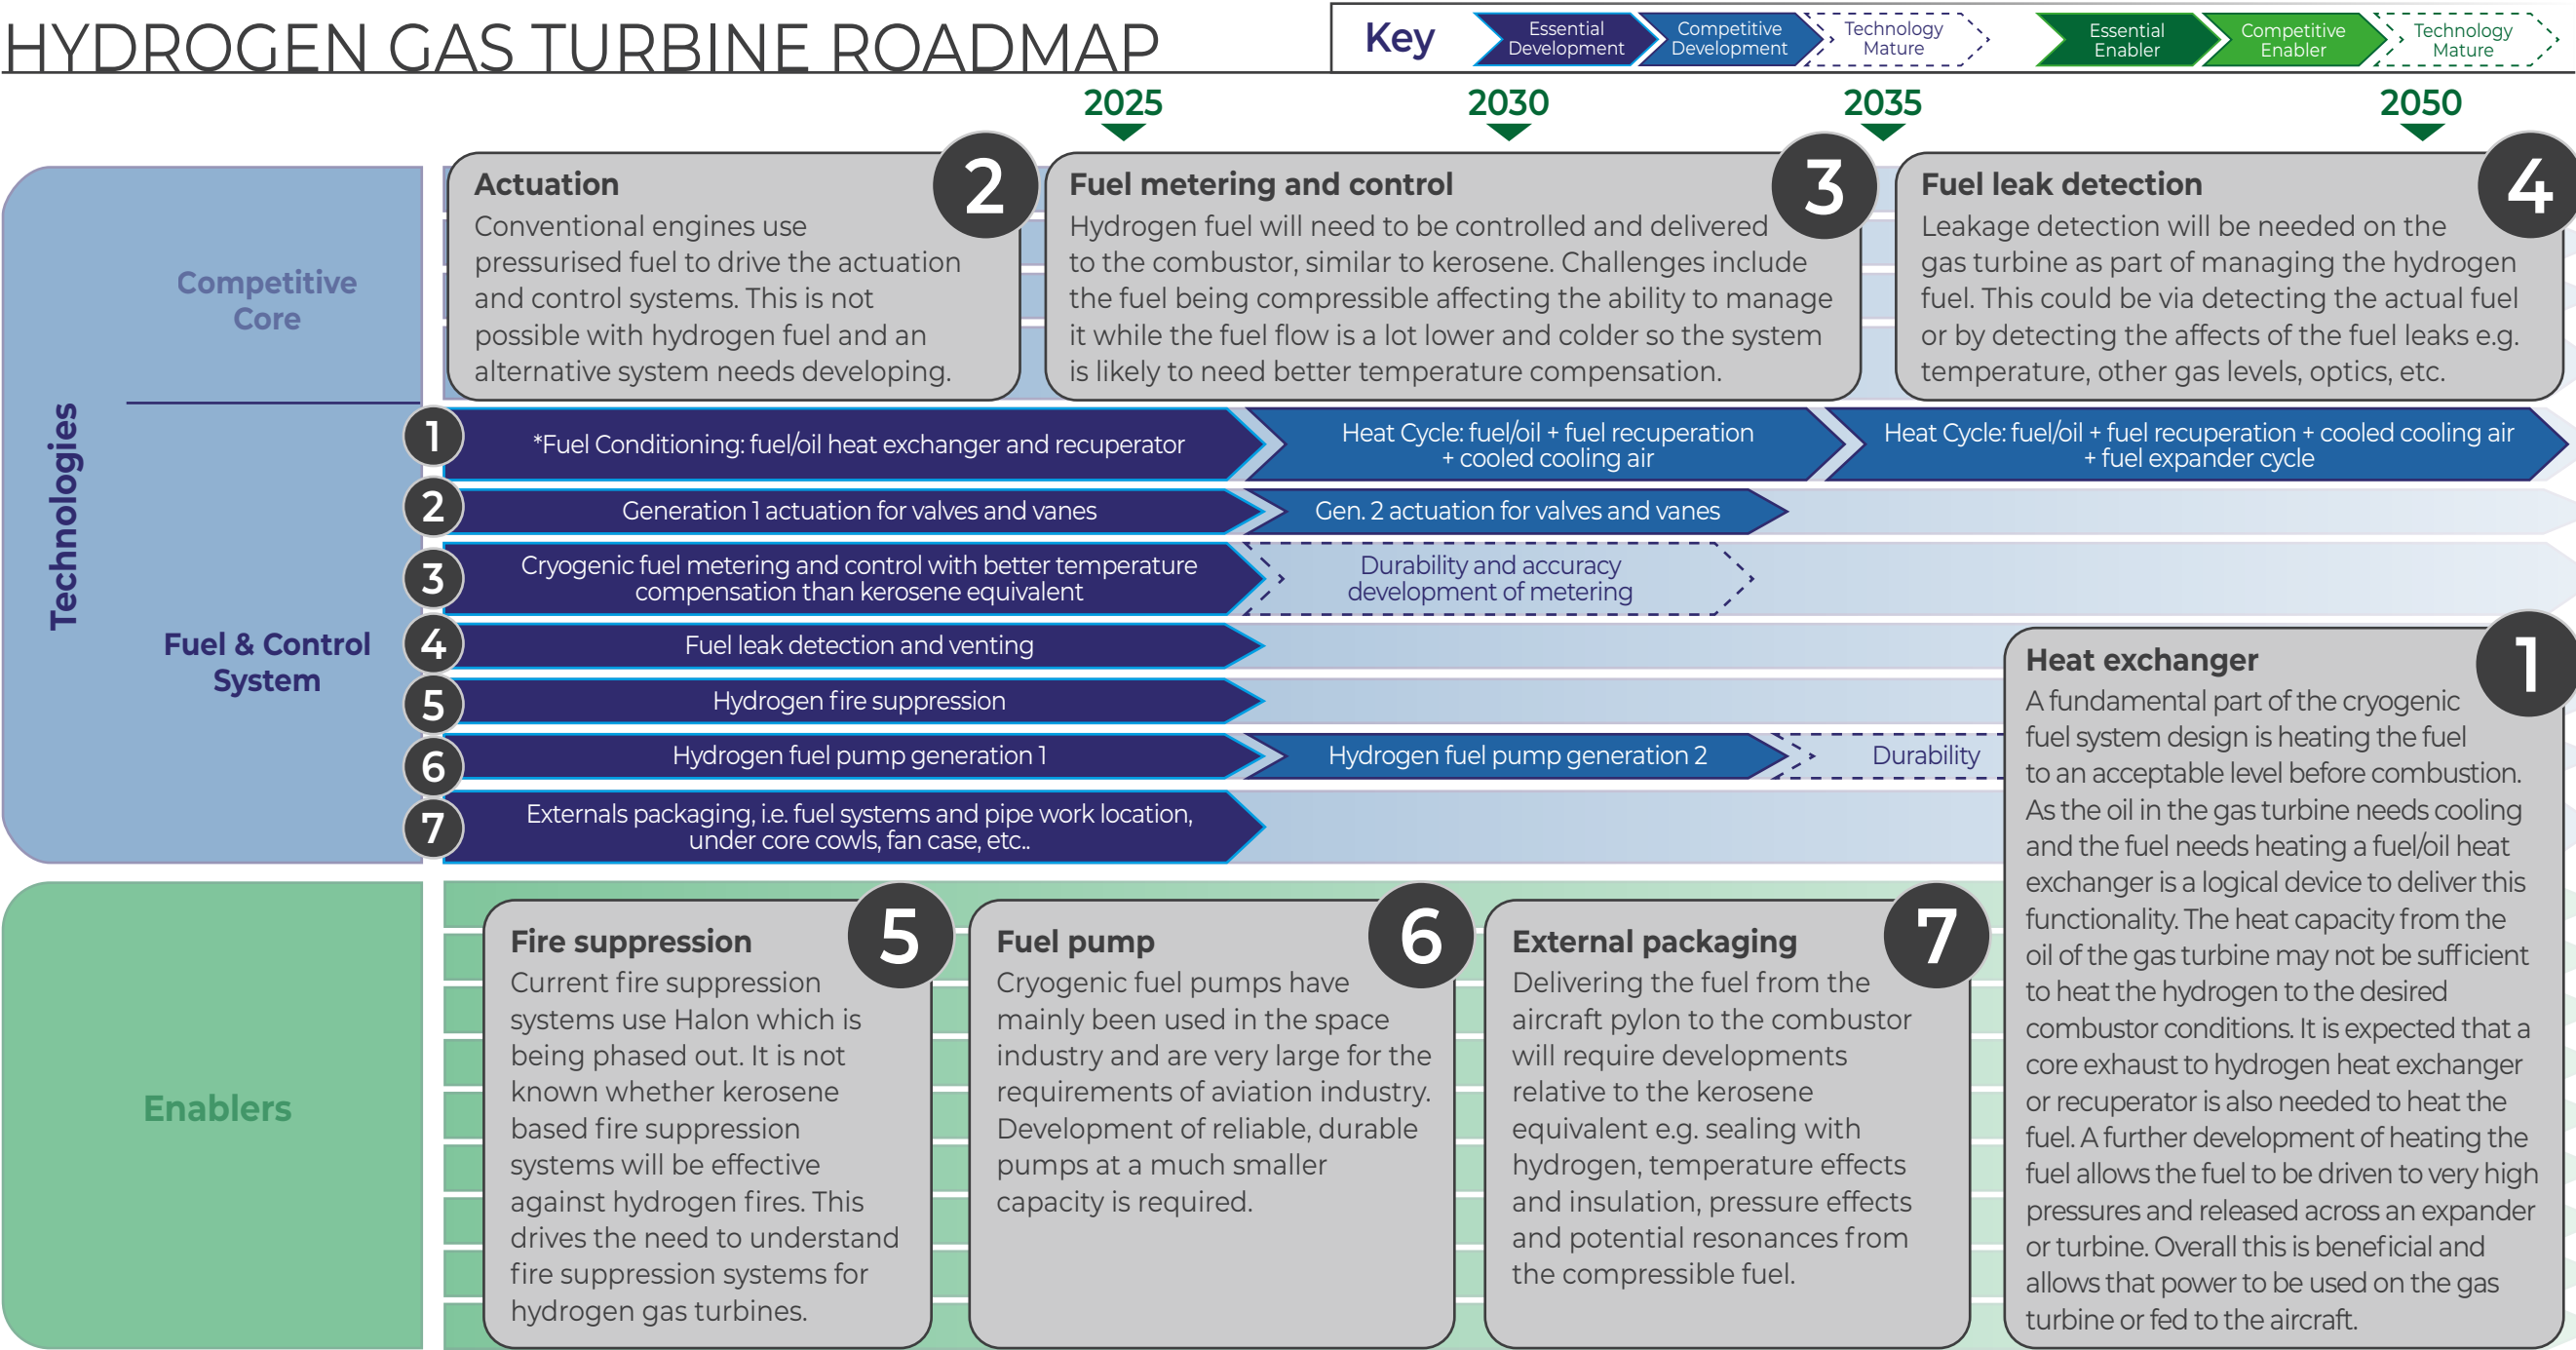 HYDROGEN GAS TURBINE ROADMAP
Key
Essential
Development
Competitive
Development
Technology
Mature
Essential
Enabler
Competitive
Enabler
Technology
Mature
2025
2030
2035
2050
Technologies
Competitive
Core
Actuation
2
Conventional engines use
pressurised fuel to drive the actuation
and control systems. This is not
possible with hydrogen fuel and an
alternative system needs developing.
Fuel metering and control
3
Hydrogen fuel will need to be controlled and delivered
to the combustor, similar to kerosene. Challenges include
the fuel being compressible affecting the ability to manage
it while the fuel flow is a lot lower and colder so the system
is likely to need better temperature compensation.
Fuel leak detection
4
Leakage detection will be needed on the
gas turbine as part of managing the hydrogen
fuel. This could be via detecting the actual fuel
or by detecting the affects of the fuel leaks e.g.
temperature, other gas levels, optics, etc.
Fuel & Control
System
1
*Fuel Conditioning: fuel/oil heat exchanger and recuperator
Heat Cycle: fuel/oil + fuel recuperation
+ cooled cooling air
Heat Cycle: fuel/oil + fuel recuperation + cooled cooling air
+ fuel expander cycle
2
Generation 1 actuation for valves and vanes
Gen. 2 actuation for valves and vanes
3
Cryogenic fuel metering and control with better temperature
compensation than kerosene equivalent
Durability and accuracy
development of metering
4
Fuel leak detection and venting
5
Hydrogen fire suppression
6
Hydrogen fuel pump generation 1
Hydrogen fuel pump generation 2
Durability
7
Externals packaging, i.e. fuel systems and pipe work location,
under core cowls, fan case, etc..
Heat exchanger
1
A fundamental part of the cryogenic
fuel system design is heating the fuel
to an acceptable level before combustion.
As the oil in the gas turbine needs cooling
and the fuel needs heating a fuel/oil heat
exchanger is a logical device to deliver this
functionality. The heat capacity from the
oil of the gas turbine may not be sufficient
to heat the hydrogen to the desired
combustor conditions. It is expected that a
core exhaust to hydrogen heat exchanger
or recuperator is also needed to heat the
fuel. A further development of heating the
fuel allows the fuel to be driven to very high
pressures and released across an expander
or turbine. Overall this is beneficial and
allows that power to be used on the gas
turbine or fed to the aircraft.
Enablers
Fire suppression
5
Current fire suppression
systems use Halon which is
being phased out. It is not
known whether kerosene
based fire suppression
systems will be effective
against hydrogen fires. This
drives the need to understand
fire suppression systems for
hydrogen gas turbines.
Fuel pump
6
Cryogenic fuel pumps have
mainly been used in the space
industry and are very large for the
requirements of aviation industry.
Development of reliable, durable
pumps at a much smaller
capacity is required.
External packaging
7
Delivering the fuel from the
aircraft pylon to the combustor
will require developments
relative to the kerosene
equivalent e.g. sealing with
hydrogen, temperature effects
and insulation, pressure effects
and potential resonances from
the compressible fuel.